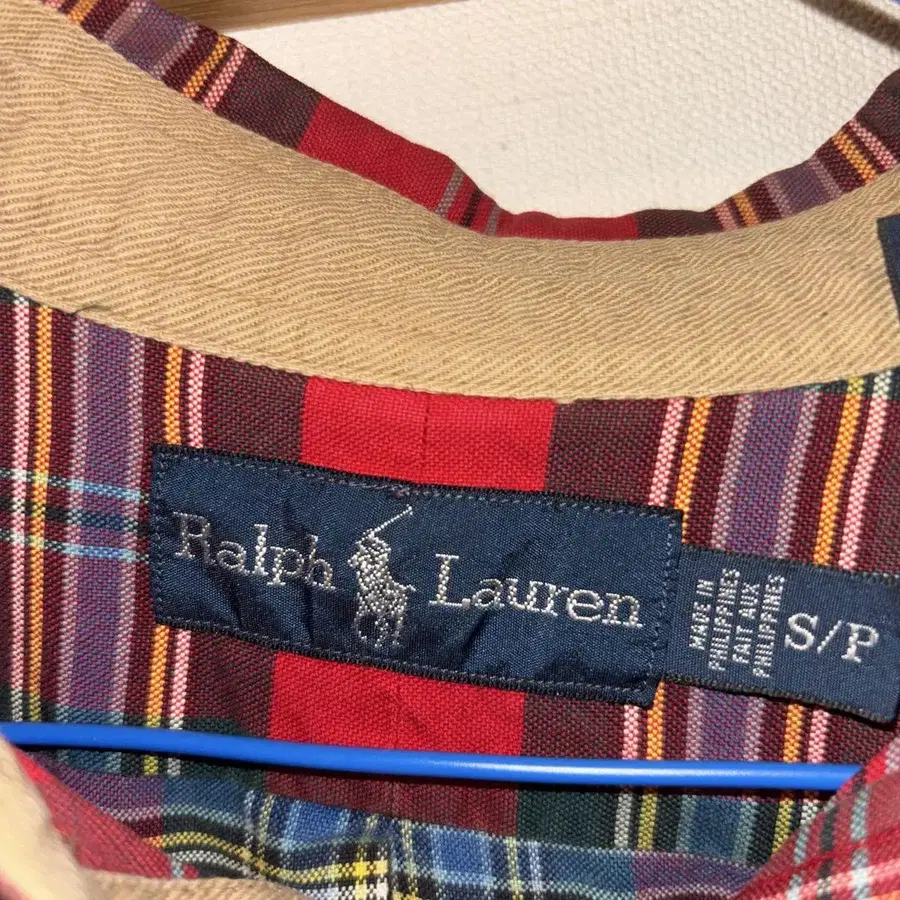 Ralph Lauren
MADE IN
PHILIPPINES
FAIT AUX
PHILIPPINES
S/P